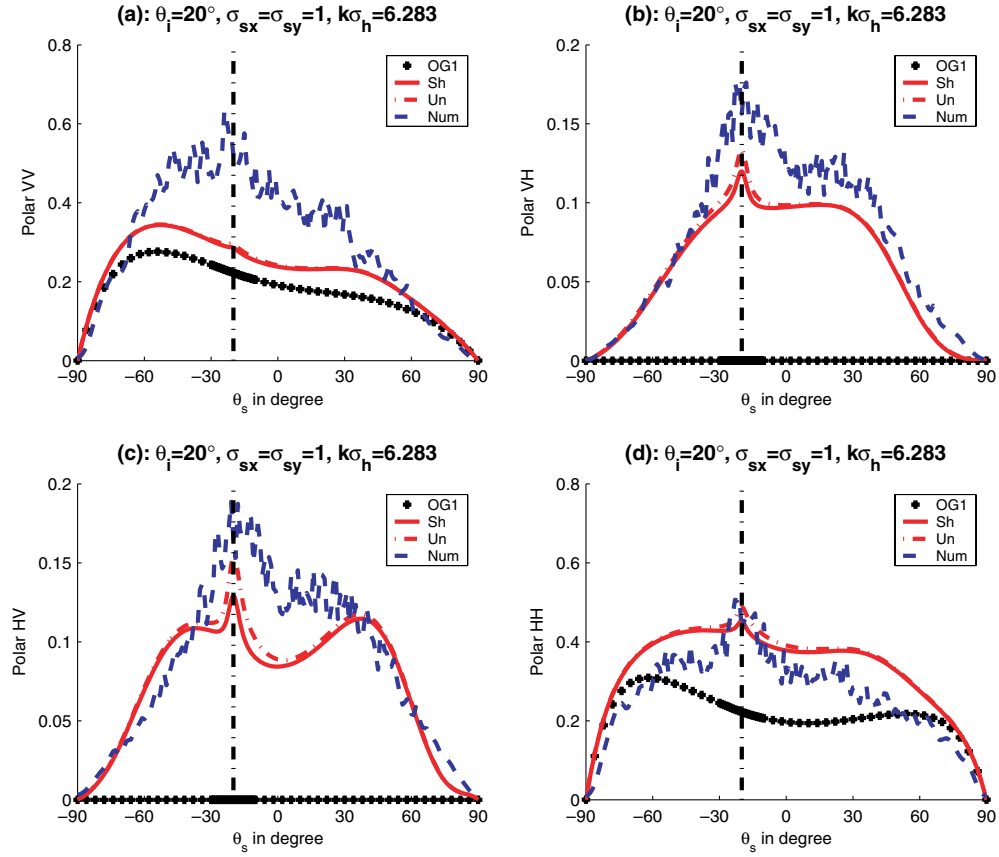 (a): θi=20°, σsx=σsy=1, kσh=6.283
Polar VV
0.8
0.6
0.4
0.2
0
−90
−60
−30
0
30
60
90
θs in degree
OG1
Sh
Un
Num
(b): θi=20°, σsx=σsy=1, kσh=6.283
Polar VH
0.2
0.15
0.1
0.05
0
−90
−60
−30
0
30
60
90
θs in degree
OG1
Sh
Un
Num
(c): θi=20°, σsx=σsy=1, kσh=6.283
Polar HV
0.2
0.15
0.1
0.05
0
−90
−60
−30
0
30
60
90
θs in degree
OG1
Sh
Un
Num
(d): θi=20°, σsx=σsy=1, kσh=6.283
Polar HH
0.8
0.6
0.4
0.2
0
−90
−60
−30
0
30
60
90
θs in degree
OG1
Sh
Un
Num